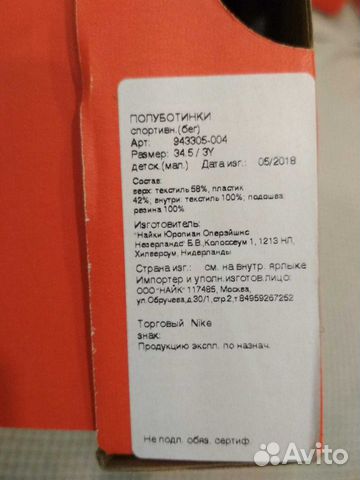 ПОЛУБОТИНКИ
спортивн.(бег)
Арт: 943305-004
Размер: 34.5 / 3Y
детск.(мал.) Дата изг.: 05/2018
Состав:
верх: текстиль 58%, пластик
42%; внутри: текстиль 100%; подошва:
резина 100%
Изготовитель:
"Найки Юропиан Оперэйшнс
Незерландс" Б.В.,Колоссеум 1, 1213 НЛ,
Хилверсум, Нидерланды
Страна изг.: см. на внутр. ярлыке
Импортер и уполн.изготов.лицо:
ООО "НАЙК" 117485, Москва,
ул.Обручева,д.30/1,стр.2,т84959267252
Торговый Nike
знак:
Продукцию экспл. по назнач.
Не подл. обяз. сертиф.
Avito